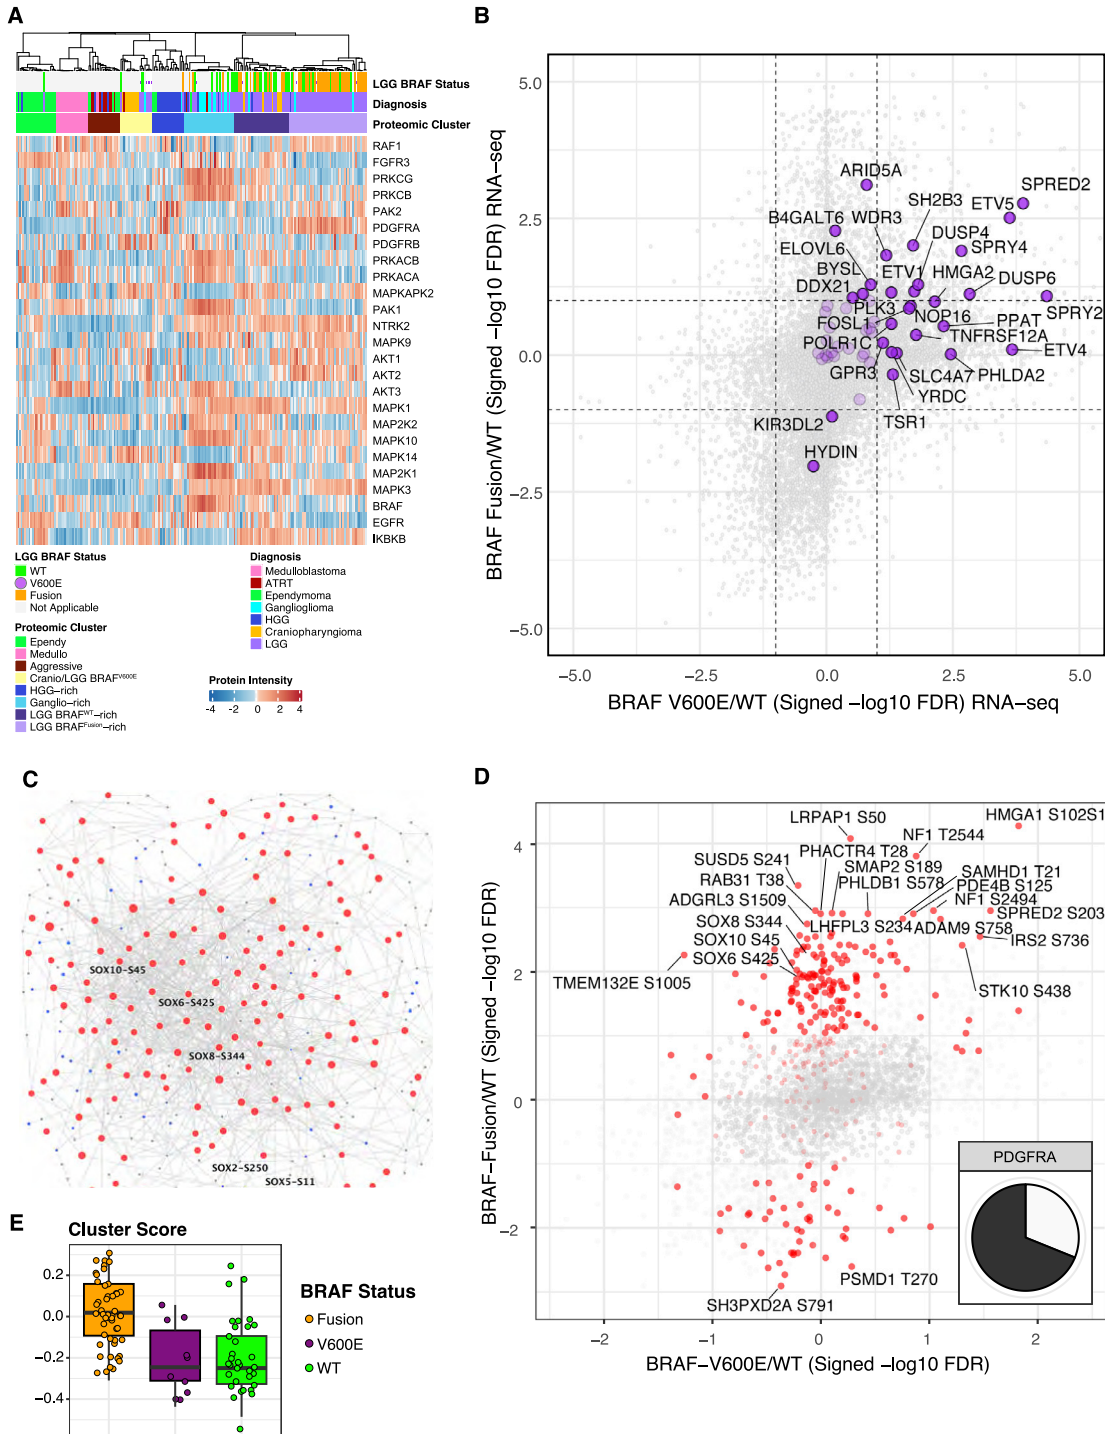 A
LGG BRAF Status
Diagnosis
Proteomic Cluster
RAF1
FGFR3
PRKCG
PRKCB
PAK2
PDGFRA
PDGFRB
PRKACB
PRKACA
MAPKAPK2
PAK1
NTRK2
MAPK9
AKT1
AKT2
AKT3
MAPK1
MAP2K2
MAPK10
MAPK14
MAP2K1
MAPK3
BRAF
EGFR
IKBKB
LGG BRAF Status
WT
V600E
Fusion
Not Applicable
Proteomic Cluster
Ependy
Medullo
Aggressive
Cranio/LGG BRAFV600E
HGG-rich
Ganglio-rich
LGG BRAFWT-rich
LGG BRAFFusion-rich
Diagnosis
Medulloblastoma
ATRT
Ependymoma
Ganglioglioma
HGG
Craniopharyngioma
LGG
Protein Intensity
-4 -2 0 2 4
B
BRAF Fusion/WT (Signed -log10 FDR) RNA-seq
5.0
2.5
0.0
-2.5
-5.0
ARID5A
SPRED2
SH2B3
ETV5
B4GALT6
WDR3
DUSP4
SPRY4
ELOVL6
BYSL
ETV1
HMGA2
DUSP6
DDX21
PLK3
SPRY2
FOSL1
NOP16
PPAT
TNFRSF12A
POLR1C
ETV4
GPR3
SLC4A7
PHLDA2
YRDC
TSR1
KIR3DL2
HYDIN
-5.0 -2.5 0.0 2.5 5.0
BRAF V600E/WT (Signed -log10 FDR) RNA-seq
C
SOX10-S45
SOX6-S425
SOX8-S344
SOX2-S250
SOX5-S11
D
BRAF-Fusion/WT (Signed -log10 FDR)
4
2
0
-2
LRPAP1 S50
HMGA1 S102S1
NF1 T2544
PHACTR4 T28
SUSD5 S241
SMAP2 S189
SAMHD1 T21
RAB31 T38
PHLDB1 S578
PDE4B S125
ADGRL3 S1509
NF1 S2494
SPRED2 S203
SOX8 S344
LHFPL3 S234
ADAM9 S758
SOX10 S45
IRS2 S736
SOX6 S425
TMEM132E S1005
STK10 S438
PSMD1 T270
SH3PXD2A S791
PDGFRA
-2 -1 0 1 2
BRAF-V600E/WT (Signed -log10 FDR)
E
Cluster Score
0.2
0.0
-0.2
-0.4
BRAF Status
Fusion
V600E
WT